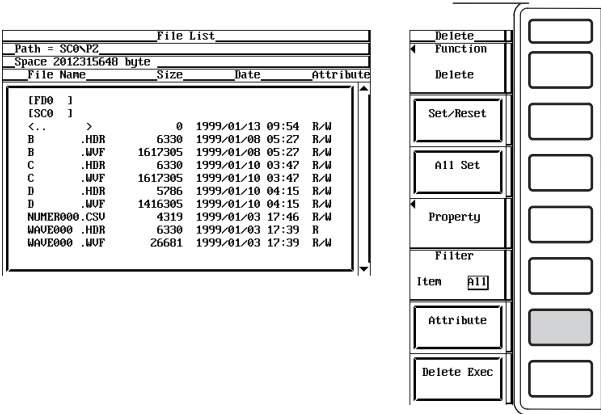 File List
Path = SC0\PZ
Space 2012315648 byte
File Name Size Date Attribute
[FD0 ]
[SC0 ]
<.. > 0 1999/01/13 09:54 R/W
B .HDR 6330 1999/01/08 05:27 R/W
B .WVF 1617305 1999/01/08 05:27 R/W
C .HDR 6330 1999/01/10 03:47 R/W
C .WVF 1617305 1999/01/10 03:47 R/W
D .HDR 5786 1999/01/10 04:15 R/W
D .WVF 1416305 1999/01/10 04:15 R/W
NUMER000.CSV 4319 1999/01/03 17:46 R/W
WAVE000 .HDR 6330 1999/01/03 17:39 R
WAVE000 .WVF 26681 1999/01/03 17:39 R/W
Delete
Function
Delete
Set/Reset
All Set
Property
Filter
Item All
Attribute
Delete Exec